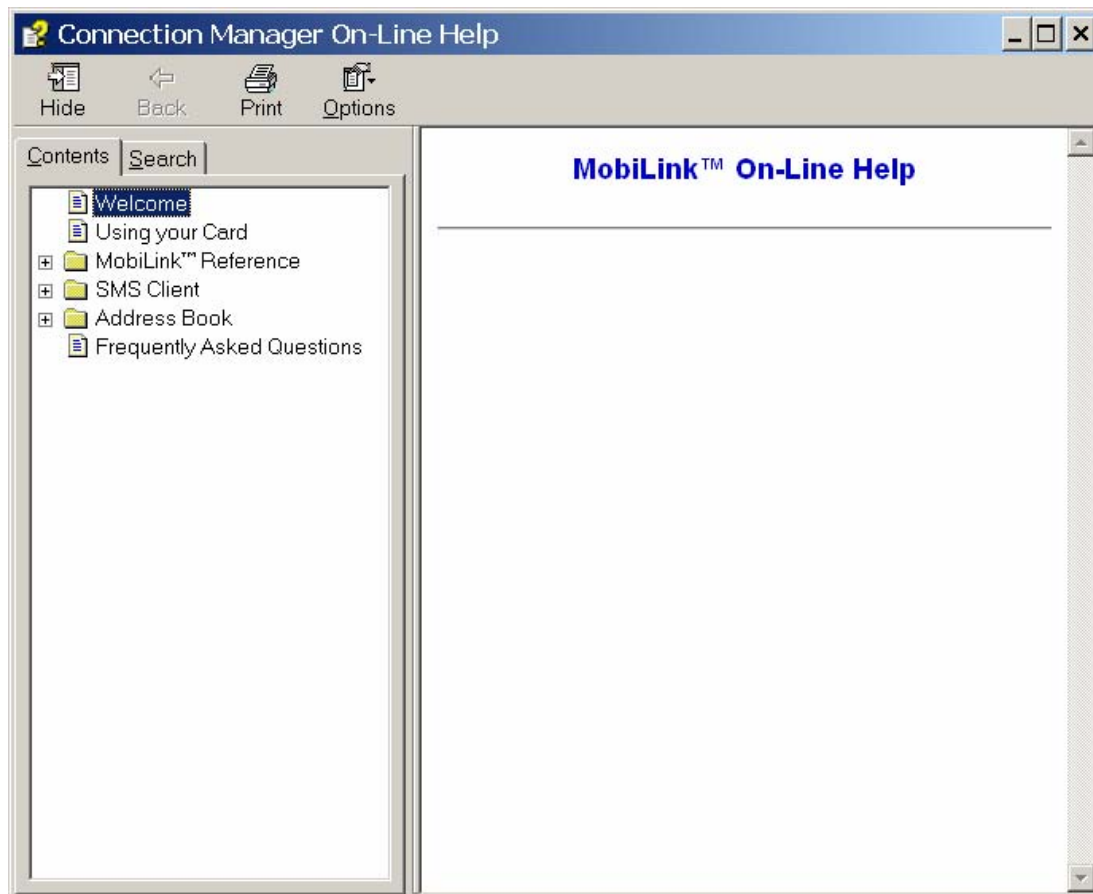 Connection Manager On-Line Help
Hide Back Print Options
Contents Search
MobiLink™ On-Line Help
Welcome
Using your Card
MobiLink™ Reference
SMS Client
Address Book
Frequently Asked Questions